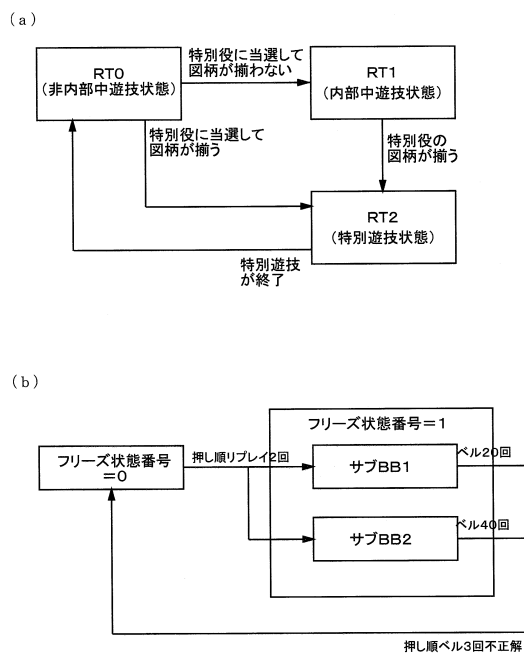 (a)
RT0
(非内部中遊技状態)
特別役に当選して
図柄が揃わない
RT1
(内部中遊技状態)
特別役に当選して
図柄が揃う
特別役の
図柄が揃う
RT2
(特別遊技状態)
特別遊技
が終了
(b)
フリーズ状態番号
=0
押し順リプレイ2回
フリーズ状態番号=1
サブBB1
ベル20回
サブBB2
ベル40回
押し順ベル3回不正解